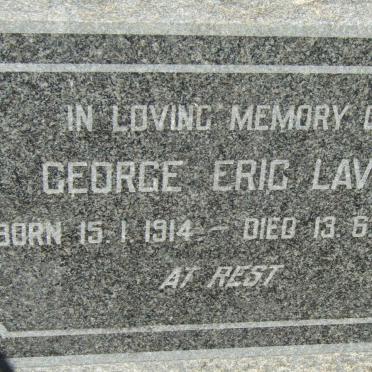 IN LOVING MEMORY O
GEORGE ERIC LAV
BORN 15.1.1914 - DIED 13.6
AT REST